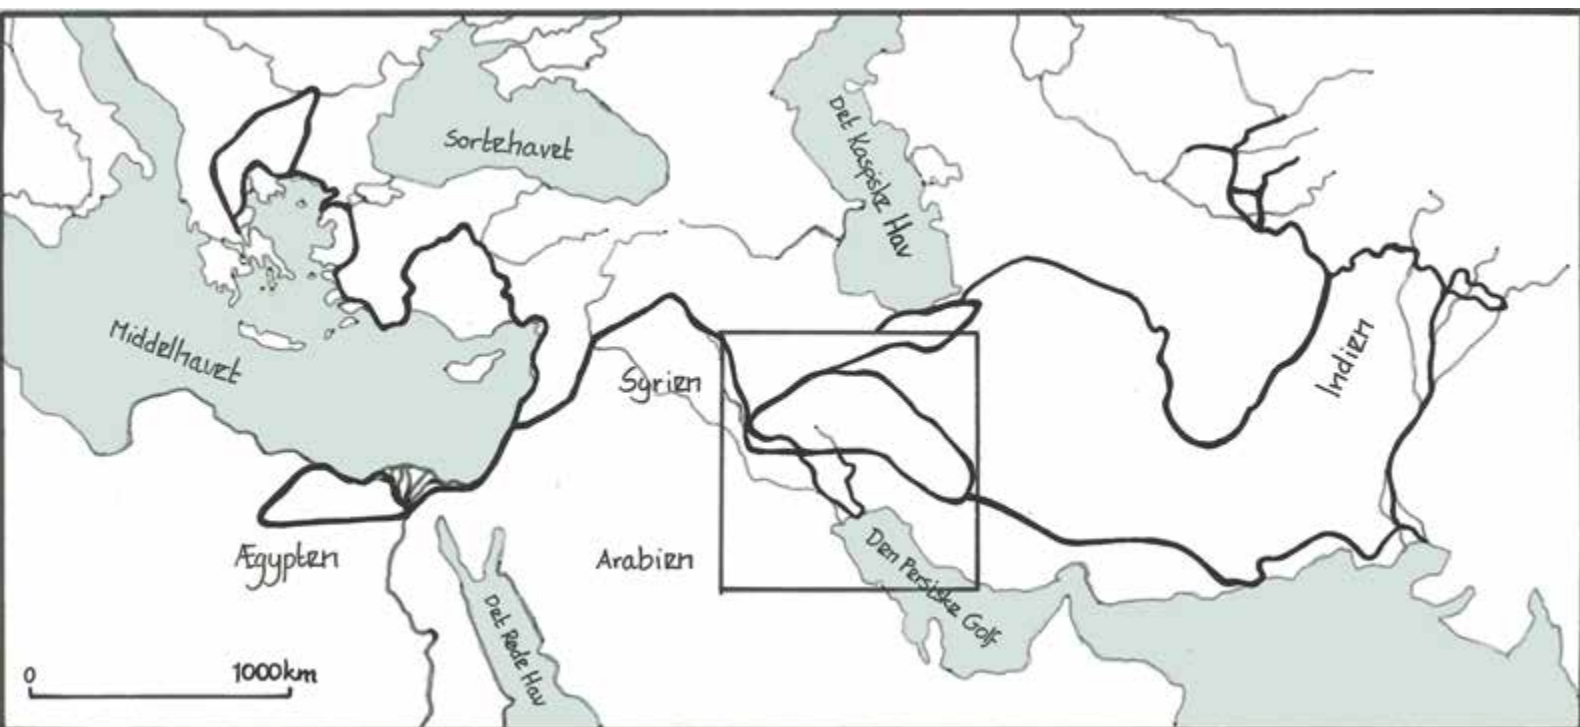 Sortehavet
Det Kaspiske Hav
Middelhavet
Syrien
Indien
Ægypten
Arabien
Den Persiske Golf
Det Røde Hav
0 1000km